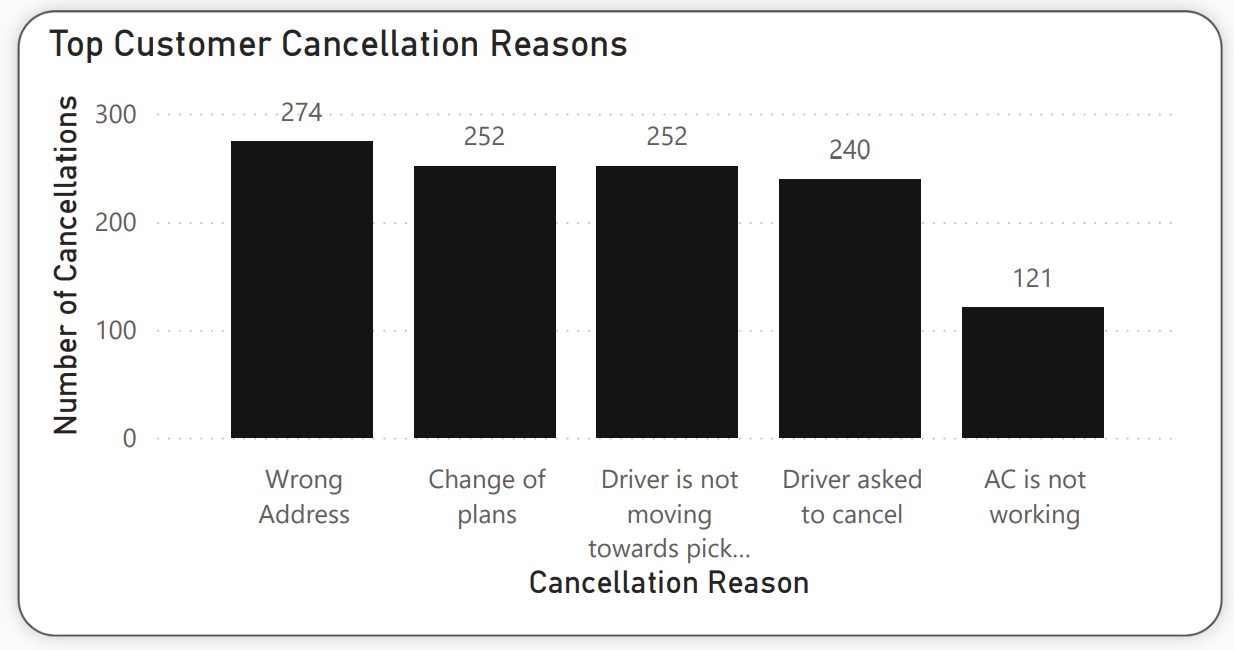 Top Customer Cancellation Reasons
Number of Cancellations
300
200
100
0
274
252
252
240
121
Wrong
Address
Change of
plans
Driver is not
moving
towards pick...
Driver asked
to cancel
AC is not
working
Cancellation Reason